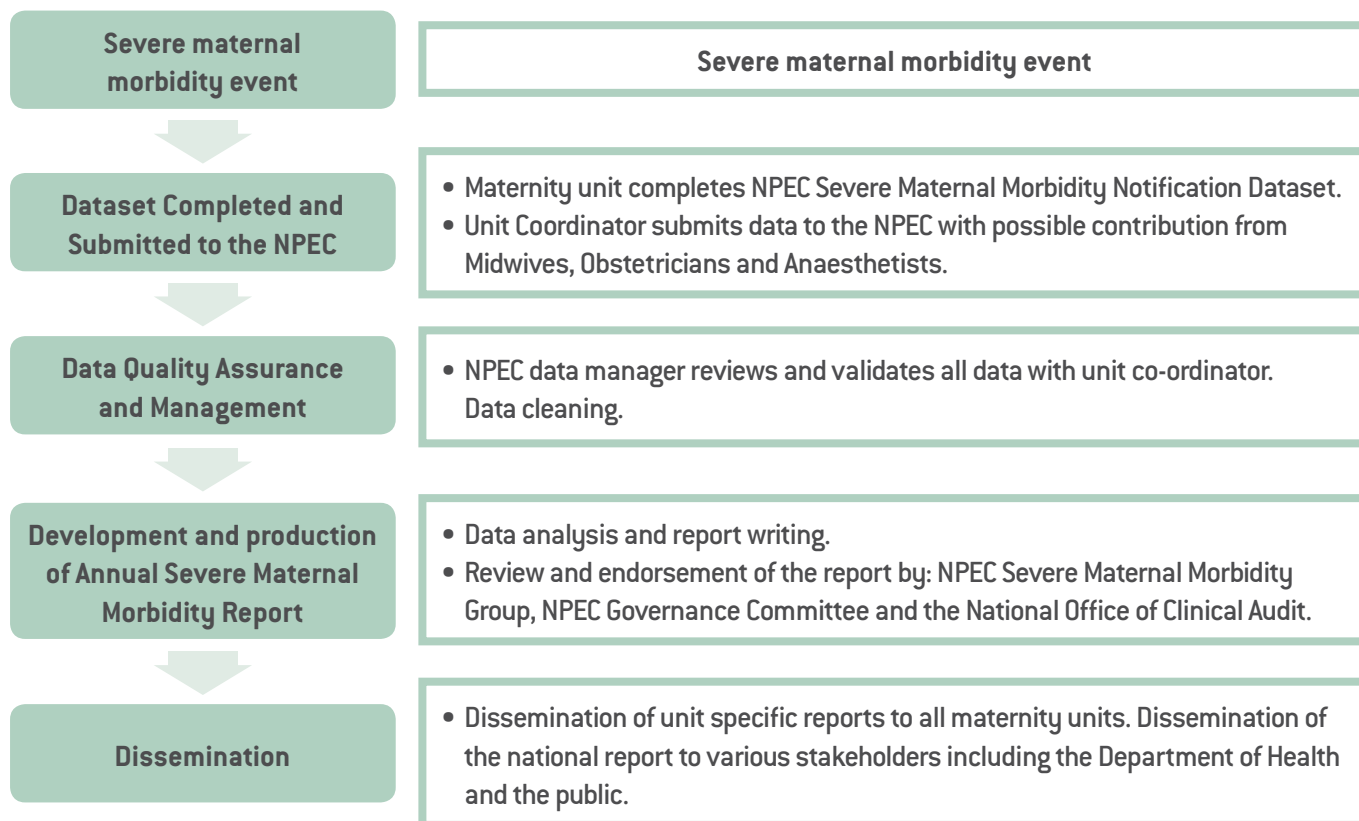 Severe maternal
morbidity event
Severe maternal morbidity event
Dataset Completed and
Submitted to the NPEC
• Maternity unit completes NPEC Severe Maternal Morbidity Notification Dataset.
• Unit Coordinator submits data to the NPEC with possible contribution from
Midwives, Obstetricians and Anaesthetists.
Data Quality Assurance
and Management
• NPEC data manager reviews and validates all data with unit co-ordinator.
Data cleaning.
Development and production
of Annual Severe Maternal
Morbidity Report
• Data analysis and report writing.
• Review and endorsement of the report by: NPEC Severe Maternal Morbidity
Group, NPEC Governance Committee and the National Office of Clinical Audit.
Dissemination
• Dissemination of unit specific reports to all maternity units. Dissemination of
the national report to various stakeholders including the Department of Health
and the public.